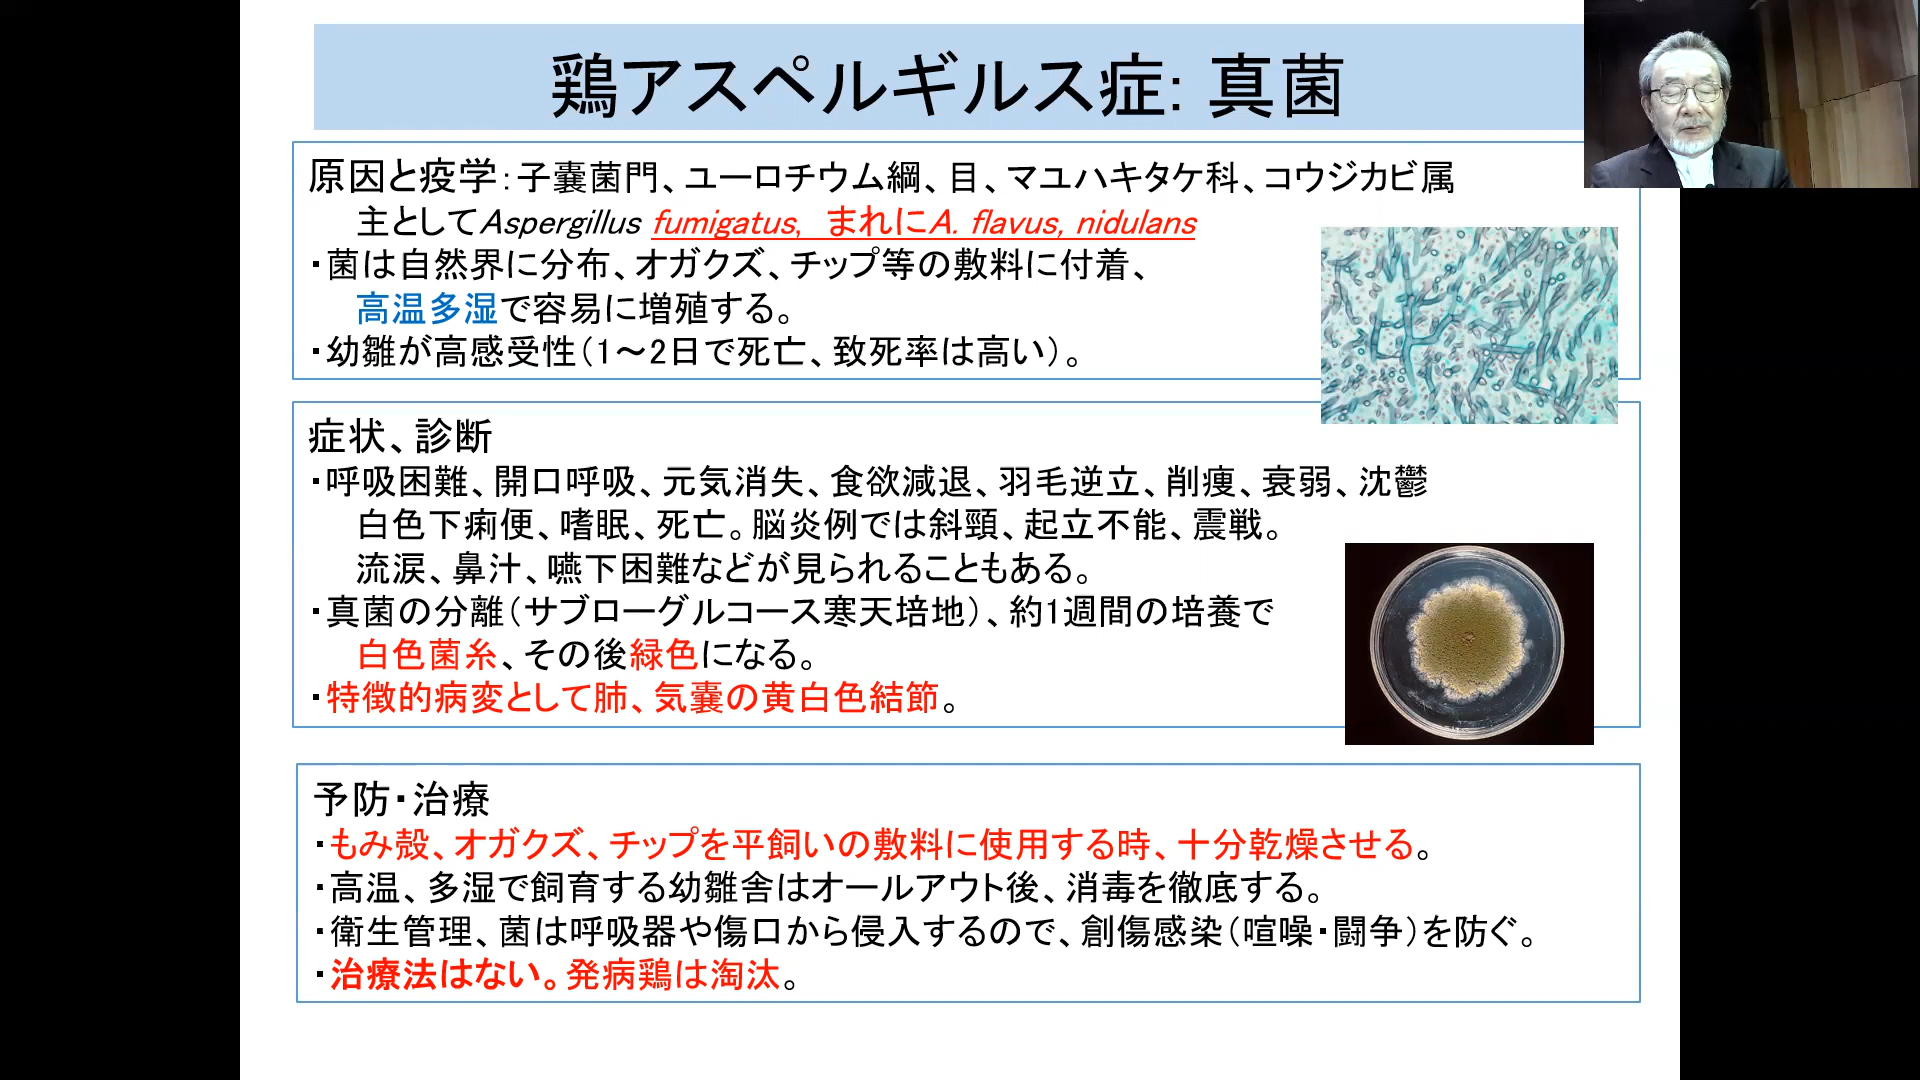 鶏アスペルギルス症: 真菌
原因と疫学:子嚢菌門、ユーロチウム綱、目、マユハキタケ科、コウジカビ属
主としてAspergillus fumigatus, まれにA. flavus, nidulans
・菌は自然界に分布、オガクズ、チップ等の敷料に付着、
高温多湿で容易に増殖する。
・幼雛が高感受性(1~2日で死亡、致死率は高い)。
症状、診断
・呼吸困難、開口呼吸、元気消失、食欲減退、羽毛逆立、削痩、衰弱、沈鬱
白色下痢便、嗜眠、死亡。脳炎例では斜頸、起立不能、震戦。
流涙、鼻汁、嚥下困難などが見られることもある。
・真菌の分離(サブローグルコース寒天培地)、約1週間の培養で
白色菌糸、その後緑色になる。
・特徴的病変として肺、気嚢の黄白色結節。
予防・治療
・もみ殻、オガクズ、チップを平飼いの敷料に使用する時、十分乾燥させる。
・高温、多湿で飼育する幼雛舎はオールアウト後、消毒を徹底する。
・衛生管理、菌は呼吸器や傷口から侵入するので、創傷感染(喧噪・闘争)を防ぐ。
・治療法はない。発病鶏は淘汰。